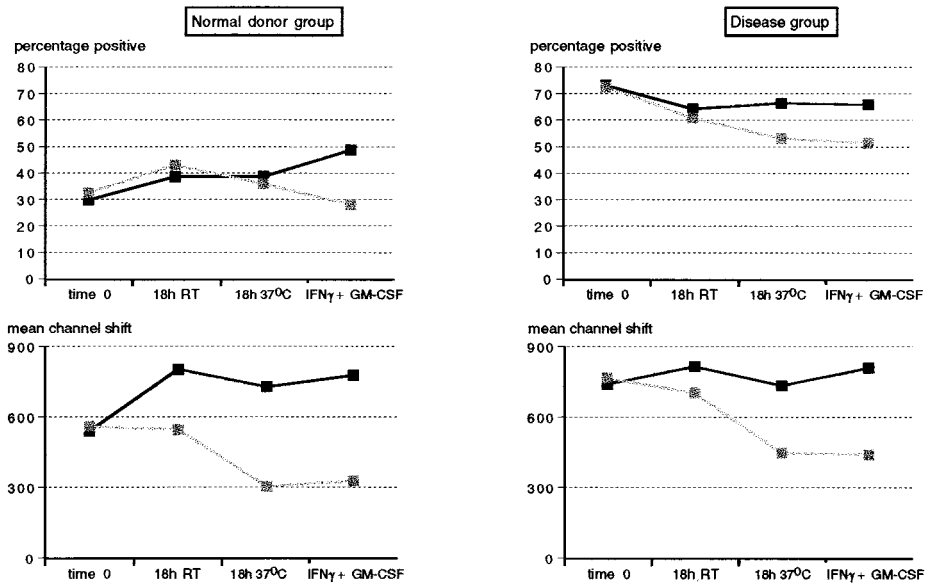 Normal donor group
percentage positive
80
70
60
50
40
30
20
10
0
time 0 18h RT 18h 37⁰C IFNγ + GM-CSF
mean channel shift
900
600
300
0
time 0 18h RT 18h 37⁰C IFNγ + GM-CSF
Disease group
percentage positive
80
70
60
50
40
30
20
10
0
time 0 18h RT 18h 37⁰C IFNγ + GM-CSF
mean channel shift
900
600
300
0
time 0 18h RT 18h 37⁰C IFNγ + GM-CSF